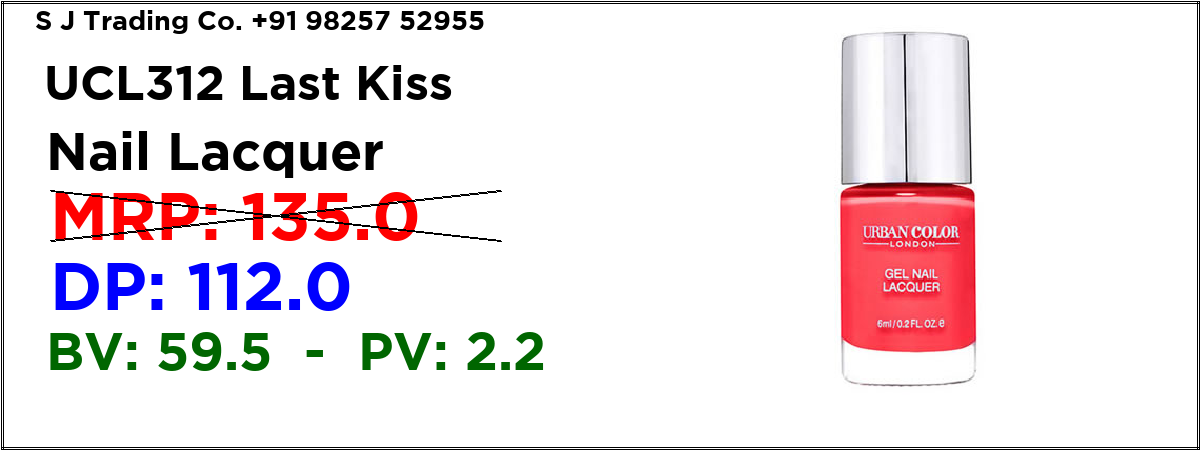 S J Trading Co. +91 98257 52955
UCL312 Last Kiss
Nail Lacquer
MRP: 135.0
DP: 112.0
BV: 59.5 - PV: 2.2
URBAN COLOR
LONDON
GEL NAIL
LACQUER
6ml / 0.2 FL. OZ. e